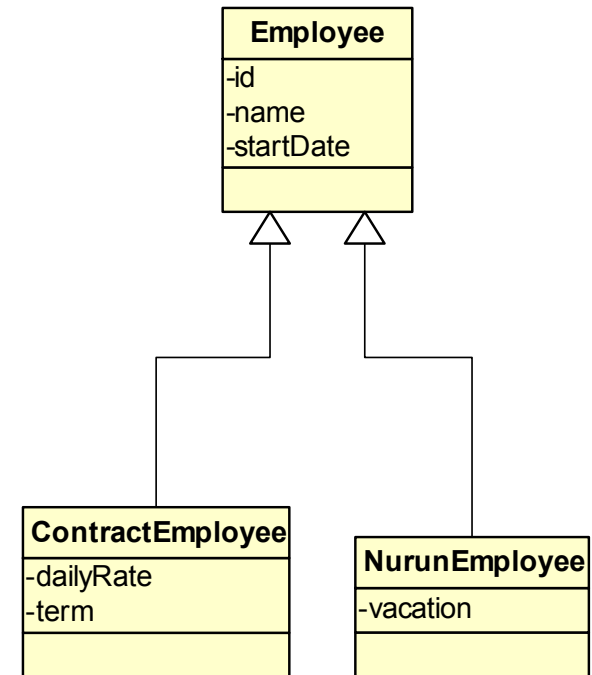 Employee
-id
-name
-startDate
ContractEmployee
-dailyRate
-term
NurunEmployee
-vacation